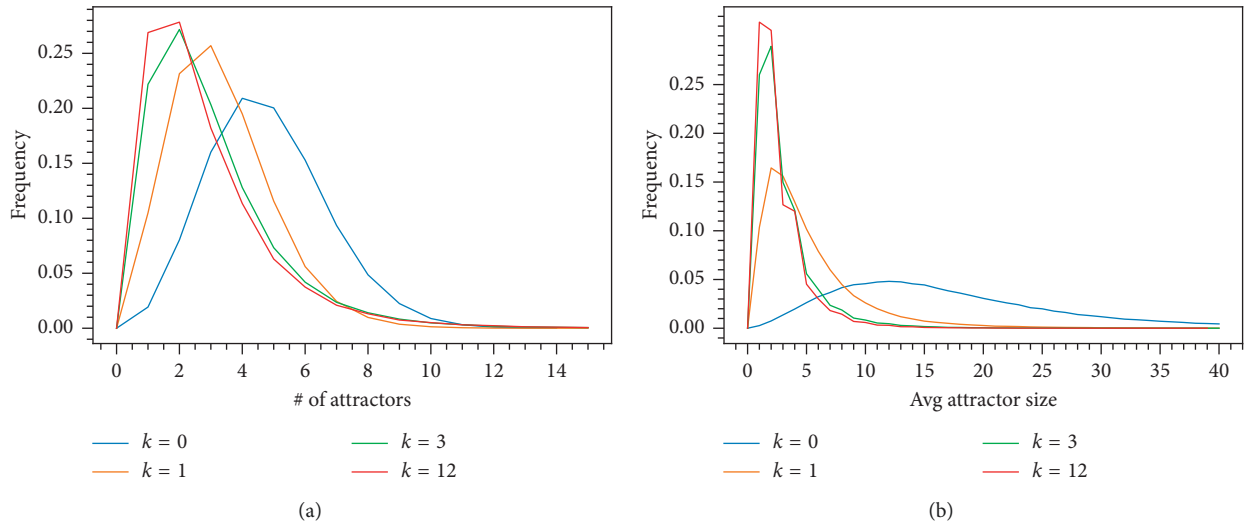 0.25
0.20
0.15
0.10
0.05
0.00
Frequency
0 2 4 6 8 10 12 14
# of attractors
k = 0
k = 3
k = 1
k = 12
(a)
0.25
0.20
0.15
0.10
0.05
0.00
Frequency
0 5 10 15 20 25 30 35 40
Avg attractor size
k = 0
k = 3
k = 1
k = 12
(b)